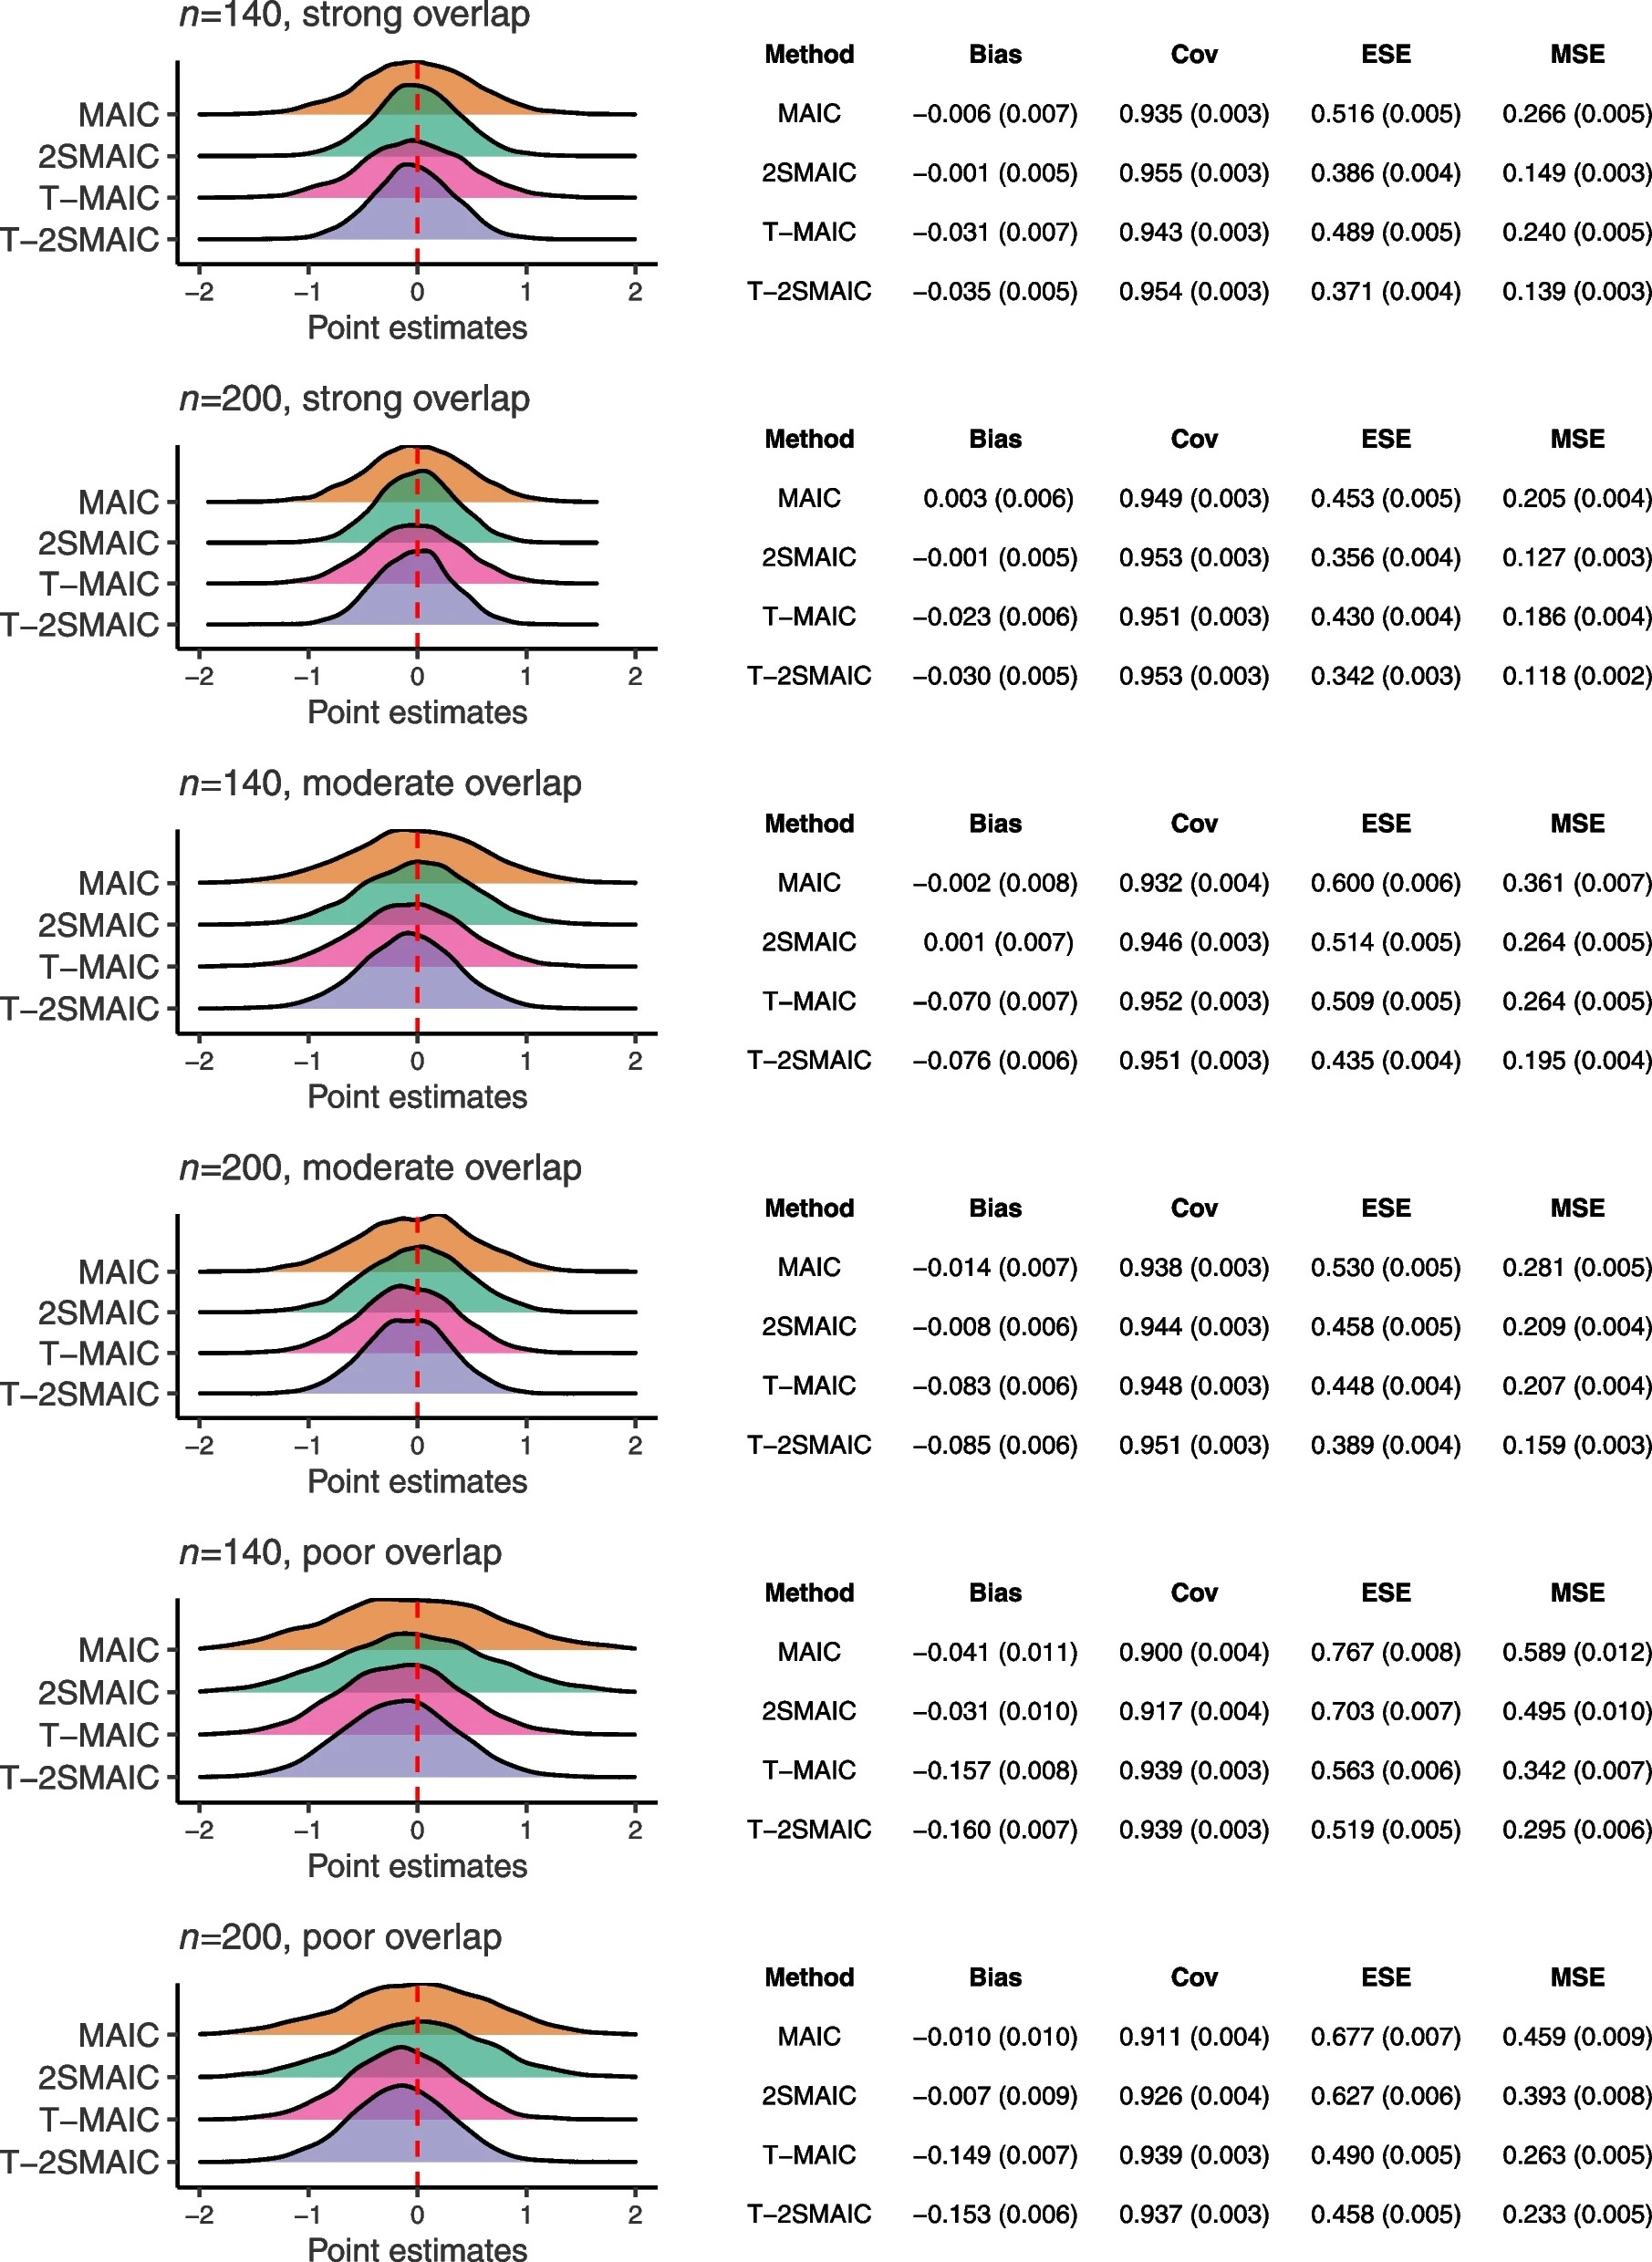 n=140, strong overlap
Method Bias Cov ESE MSE
MAIC MAIC −0.006 (0.007) 0.935 (0.003) 0.516 (0.005) 0.266 (0.005)
2SMAIC 2SMAIC −0.001 (0.005) 0.955 (0.003) 0.386 (0.004) 0.149 (0.003)
T−MAIC T−MAIC −0.031 (0.007) 0.943 (0.003) 0.489 (0.005) 0.240 (0.005)
T−2SMAIC T−2SMAIC −0.035 (0.005) 0.954 (0.003) 0.371 (0.004) 0.139 (0.003)
−2 −1 0 1 2
Point estimates
n=200, strong overlap
Method Bias Cov ESE MSE
MAIC MAIC 0.003 (0.006) 0.949 (0.003) 0.453 (0.005) 0.205 (0.004)
2SMAIC 2SMAIC −0.001 (0.005) 0.953 (0.003) 0.356 (0.004) 0.127 (0.003)
T−MAIC T−MAIC −0.023 (0.006) 0.951 (0.003) 0.430 (0.004) 0.186 (0.004)
T−2SMAIC T−2SMAIC −0.030 (0.005) 0.953 (0.003) 0.342 (0.003) 0.118 (0.002)
−2 −1 0 1 2
Point estimates
n=140, moderate overlap
Method Bias Cov ESE MSE
MAIC MAIC −0.002 (0.008) 0.932 (0.004) 0.600 (0.006) 0.361 (0.007)
2SMAIC 2SMAIC 0.001 (0.007) 0.946 (0.003) 0.514 (0.005) 0.264 (0.005)
T−MAIC T−MAIC −0.070 (0.007) 0.952 (0.003) 0.509 (0.005) 0.264 (0.005)
T−2SMAIC T−2SMAIC −0.076 (0.006) 0.951 (0.003) 0.435 (0.004) 0.195 (0.004)
−2 −1 0 1 2
Point estimates
n=200, moderate overlap
Method Bias Cov ESE MSE
MAIC MAIC −0.014 (0.007) 0.938 (0.003) 0.530 (0.005) 0.281 (0.005)
2SMAIC 2SMAIC −0.008 (0.006) 0.944 (0.003) 0.458 (0.005) 0.209 (0.004)
T−MAIC T−MAIC −0.083 (0.006) 0.948 (0.003) 0.448 (0.004) 0.207 (0.004)
T−2SMAIC T−2SMAIC −0.085 (0.006) 0.951 (0.003) 0.389 (0.004) 0.159 (0.003)
−2 −1 0 1 2
Point estimates
n=140, poor overlap
Method Bias Cov ESE MSE
MAIC MAIC −0.041 (0.011) 0.900 (0.004) 0.767 (0.008) 0.589 (0.012)
2SMAIC 2SMAIC −0.031 (0.010) 0.917 (0.004) 0.703 (0.007) 0.495 (0.010)
T−MAIC T−MAIC −0.157 (0.008) 0.939 (0.003) 0.563 (0.006) 0.342 (0.007)
T−2SMAIC T−2SMAIC −0.160 (0.007) 0.939 (0.003) 0.519 (0.005) 0.295 (0.006)
−2 −1 0 1 2
Point estimates
n=200, poor overlap
Method Bias Cov ESE MSE
MAIC MAIC −0.010 (0.010) 0.911 (0.004) 0.677 (0.007) 0.459 (0.009)
2SMAIC 2SMAIC −0.007 (0.009) 0.926 (0.004) 0.627 (0.006) 0.393 (0.008)
T−MAIC T−MAIC −0.149 (0.007) 0.939 (0.003) 0.490 (0.005) 0.263 (0.005)
T−2SMAIC T−2SMAIC −0.153 (0.006) 0.937 (0.003) 0.458 (0.005) 0.233 (0.005)
−2 −1 0 1 2
Point estimates